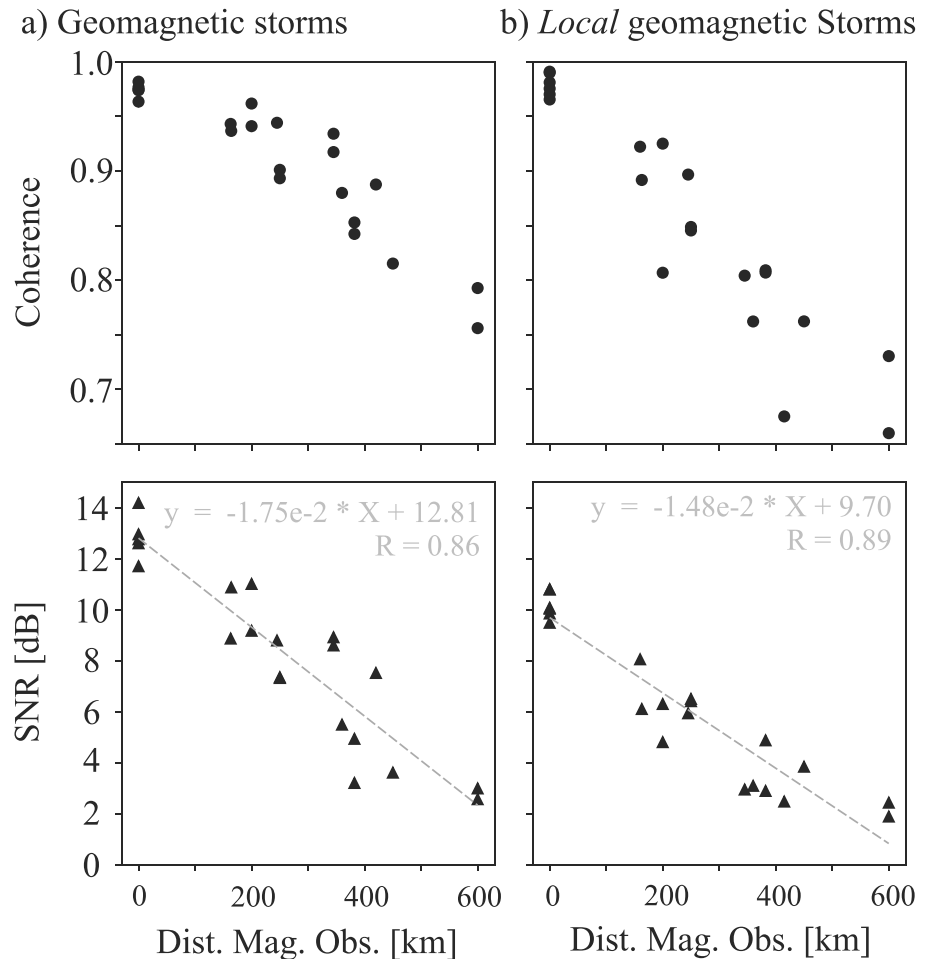 a) Geomagnetic storms
b) Local geomagnetic Storms
1.0
0.9
0.8
0.7
Coherence
y = -1.75e-2 * X + 12.81
R = 0.86
y = -1.48e-2 * X + 9.70
R = 0.89
14
12
10
8
6
4
2
0
SNR [dB]
0 200 400 600
0 200 400 600
Dist. Mag. Obs. [km]
Dist. Mag. Obs. [km]